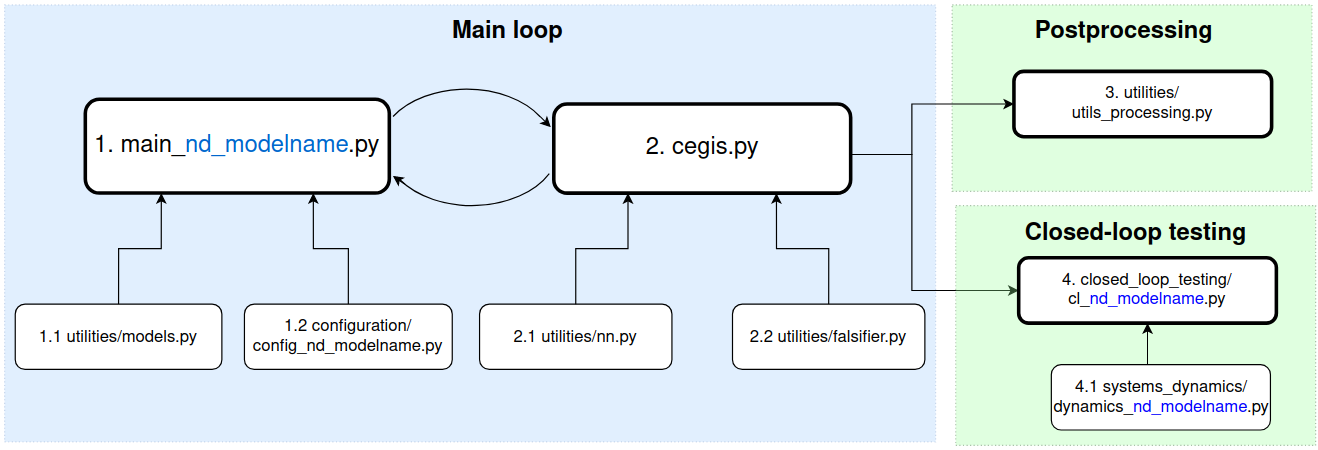 Main loop
1. main_nd_modelname.py
2. cegis.py
1.1 utilities/models.py
1.2 configuration/
config_nd_modelname.py
2.1 utilities/nn.py
2.2 utilities/falsifier.py
Postprocessing
3. utilities/
utils_processing.py
Closed-loop testing
4. closed_loop_testing/
cl_nd_modelname.py
4.1 systems_dynamics/
dynamics_nd_modelname.py